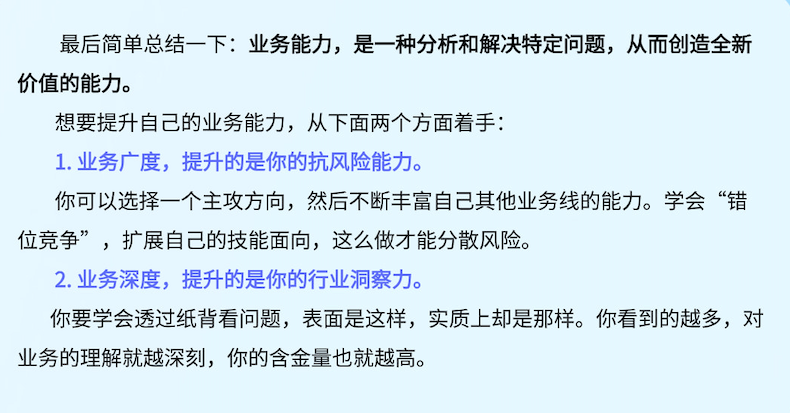 最后简单总结一下：业务能力，是一种分析和解决特定问题，从而创造全新
价值的能力。
想要提升自己的业务能力，从下面两个方面着手：
1. 业务广度，提升的是你的抗风险能力。
你可以选择一个主攻方向，然后不断丰富自己其他业务线的能力。学会“错
位竞争”，扩展自己的技能面向，这么做才能分散风险。
2. 业务深度，提升的是你的行业洞察力。
你要学会透过纸背看问题，表面是这样，实质上却是那样。你看到的越多，对
业务的理解就越深刻，你的含金量也就越高。